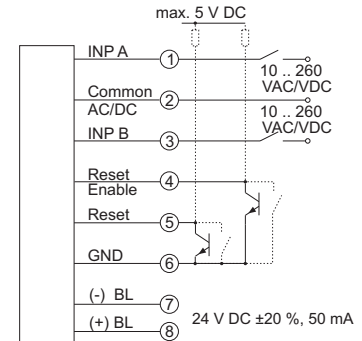 max. 5 V DC
INP A
1
10 .. 260
VAC/VDC
Common
AC/DC
2
10 .. 260
VAC/VDC
INP B
3
Reset
Enable
4
Reset
5
GND
6
(-) BL
7
(+) BL
8
24 V DC ±20 %, 50 mA